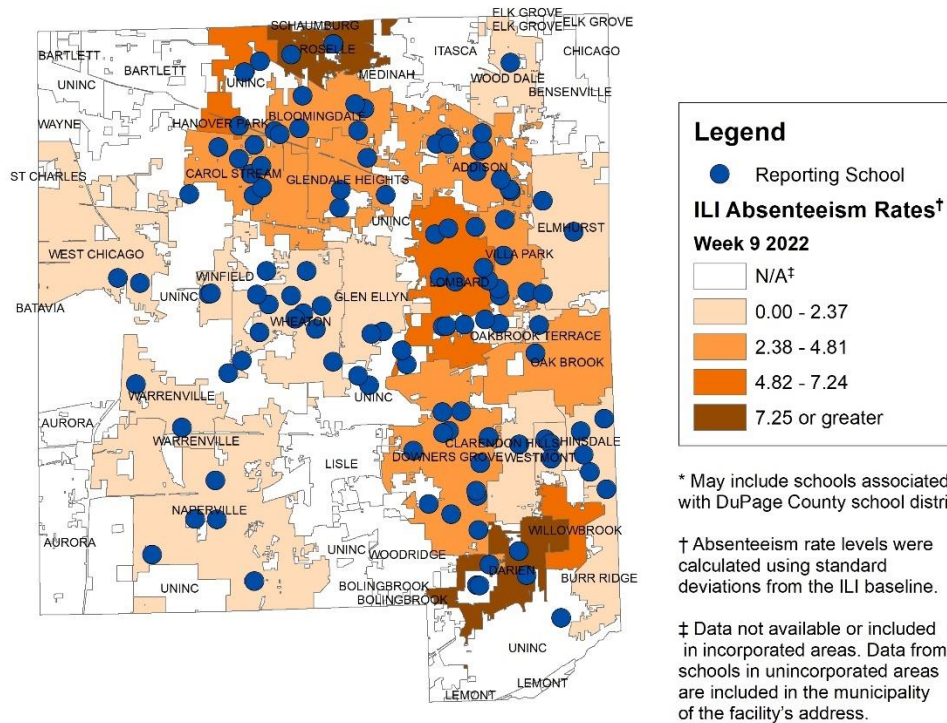 ELK GROVE
ELK GROVE
ELK GROVE
SCHAUMBURG
ROSELLE
ITASCA
CHICAGO
BARTLETT
BARTLETT
MEDINAH
UNINC
UNINC
WOOD DALE
BENSENVILLE
WAYNE
HANOVER PARK
BLOOMINGDALE
ADDISON
ST CHARLES
CAROL STREAM
GLENDALE HEIGHTS
UNINC
ELMHURST
WEST CHICAGO
VILLA PARK
WINFIELD
LOMBARD
BATAVIA
UNINC
GLEN ELLYN
WHEATON
OAKBROOK TERRACE
OAK BROOK
UNINC
WARRENVILLE
AURORA
WARRENVILLE
CLARENDON HILLS
HINSDALE
LISLE
DOWNERS GROVE
WESTMONT
NAPERVILLE
WILLOWBROOK
AURORA
UNINC
WOODRIDGE
DARIEN
UNINC
BOLINGBROOK
BOLINGBROOK
BURR RIDGE
UNINC
LEMONT
LEMONT
Legend
Reporting School
ILI Absenteeism Rates†
Week 9 2022
N/A‡
0.00 - 2.37
2.38 - 4.81
4.82 - 7.24
7.25 or greater
* May include schools associated
with DuPage County school distri
† Absenteeism rate levels were
calculated using standard
deviations from the ILI baseline.
‡ Data not available or included
in incorporated areas. Data from
schools in unincorporated areas
are included in the municipality
of the facility's address.